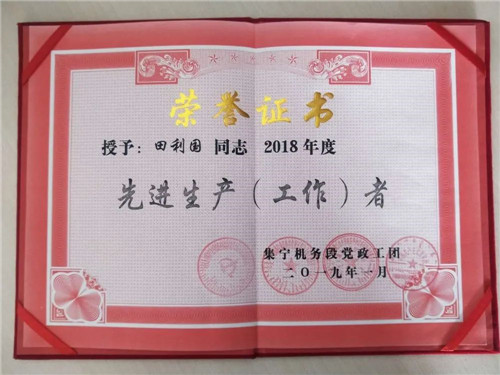 荣誉证书
授予：田利国 同志 2018年度
先进生产（工作）者
集宁机务段党政工团
二〇一九年一月